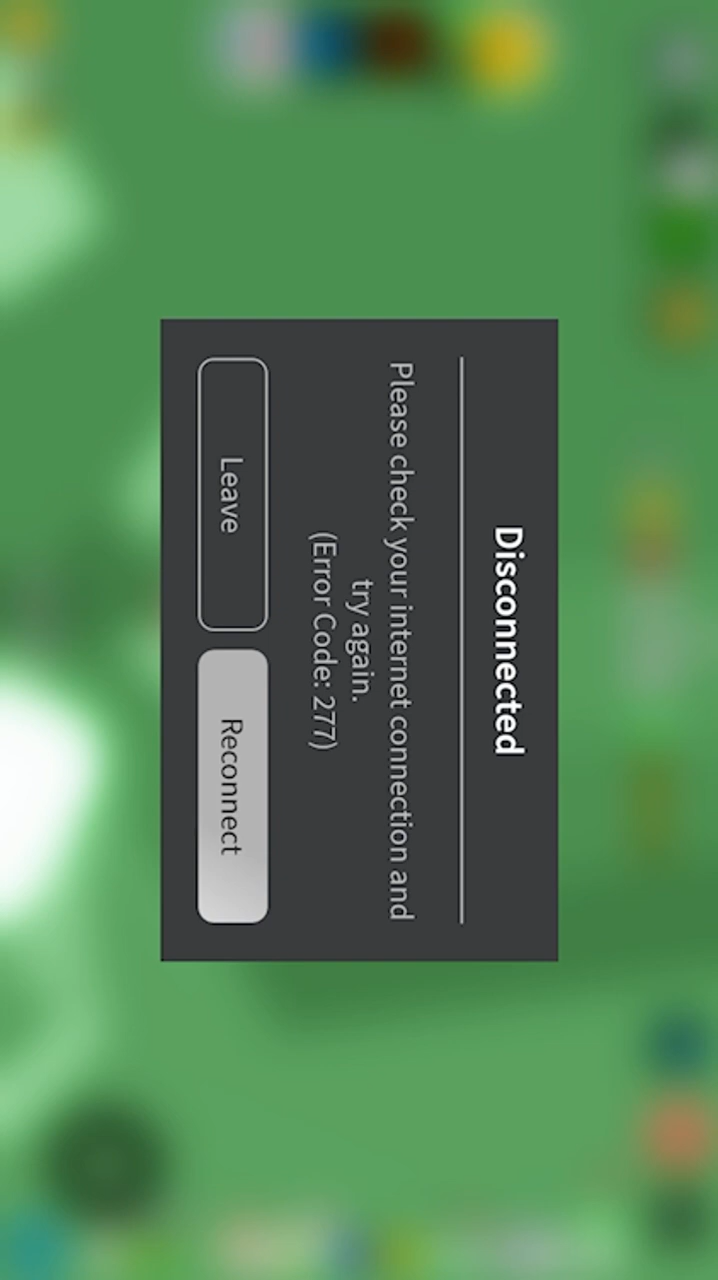 Disconnected
Please check your internet connection and
try again.
(Error Code: 277)
Leave
Reconnect